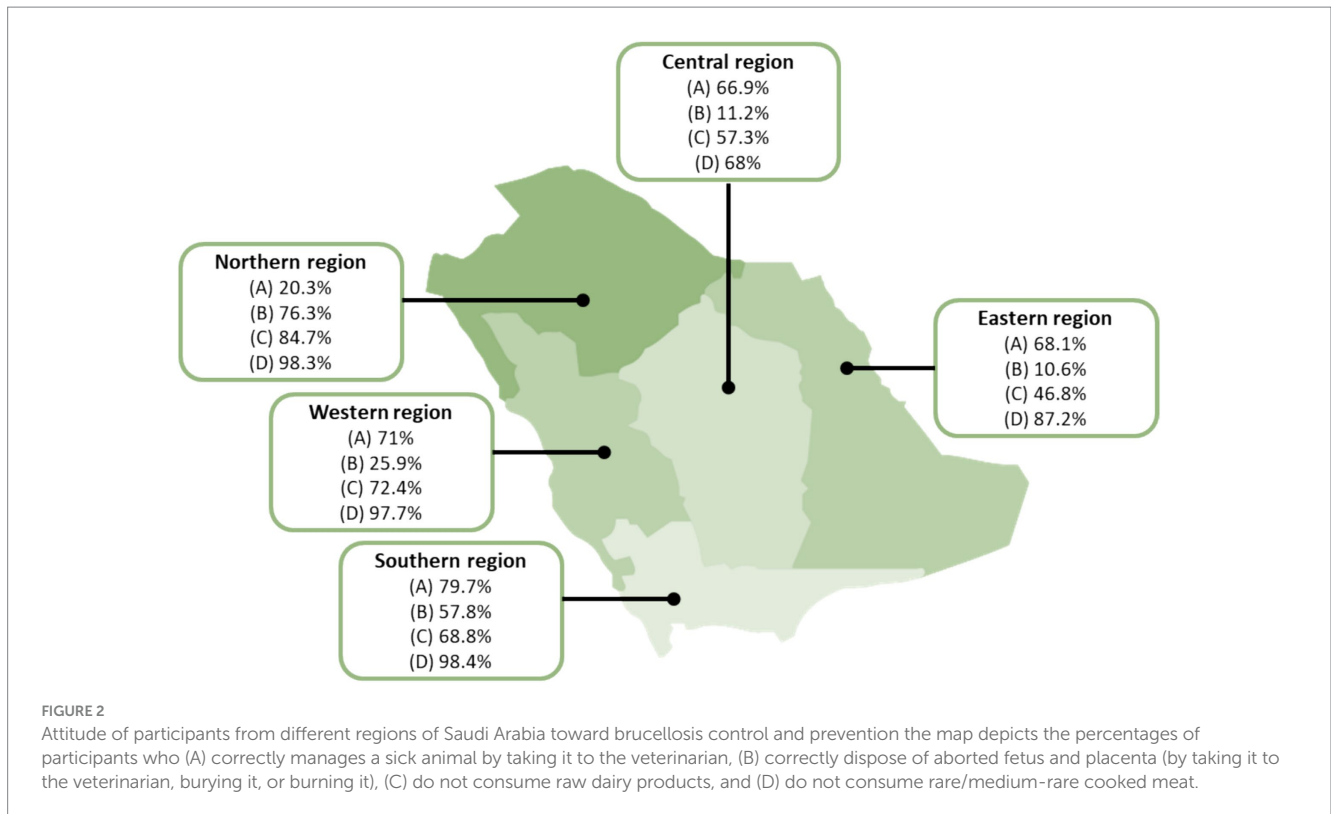 Central region
(A) 66.9%
(B) 11.2%
(C) 57.3%
(D) 68%
Northern region
(A) 20.3%
(B) 76.3%
(C) 84.7%
(D) 98.3%
Eastern region
(A) 68.1%
(B) 10.6%
(C) 46.8%
(D) 87.2%
Western region
(A) 71%
(B) 25.9%
(C) 72.4%
(D) 97.7%
Southern region
(A) 79.7%
(B) 57.8%
(C) 68.8%
(D) 98.4%
FIGURE 2
Attitude of participants from different regions of Saudi Arabia toward brucellosis control and prevention the map depicts the percentages of
participants who (A) correctly manages a sick animal by taking it to the veterinarian, (B) correctly dispose of aborted fetus and placenta (by taking it to
the veterinarian, burying it, or burning it), (C) do not consume raw dairy products, and (D) do not consume rare/medium-rare cooked meat.